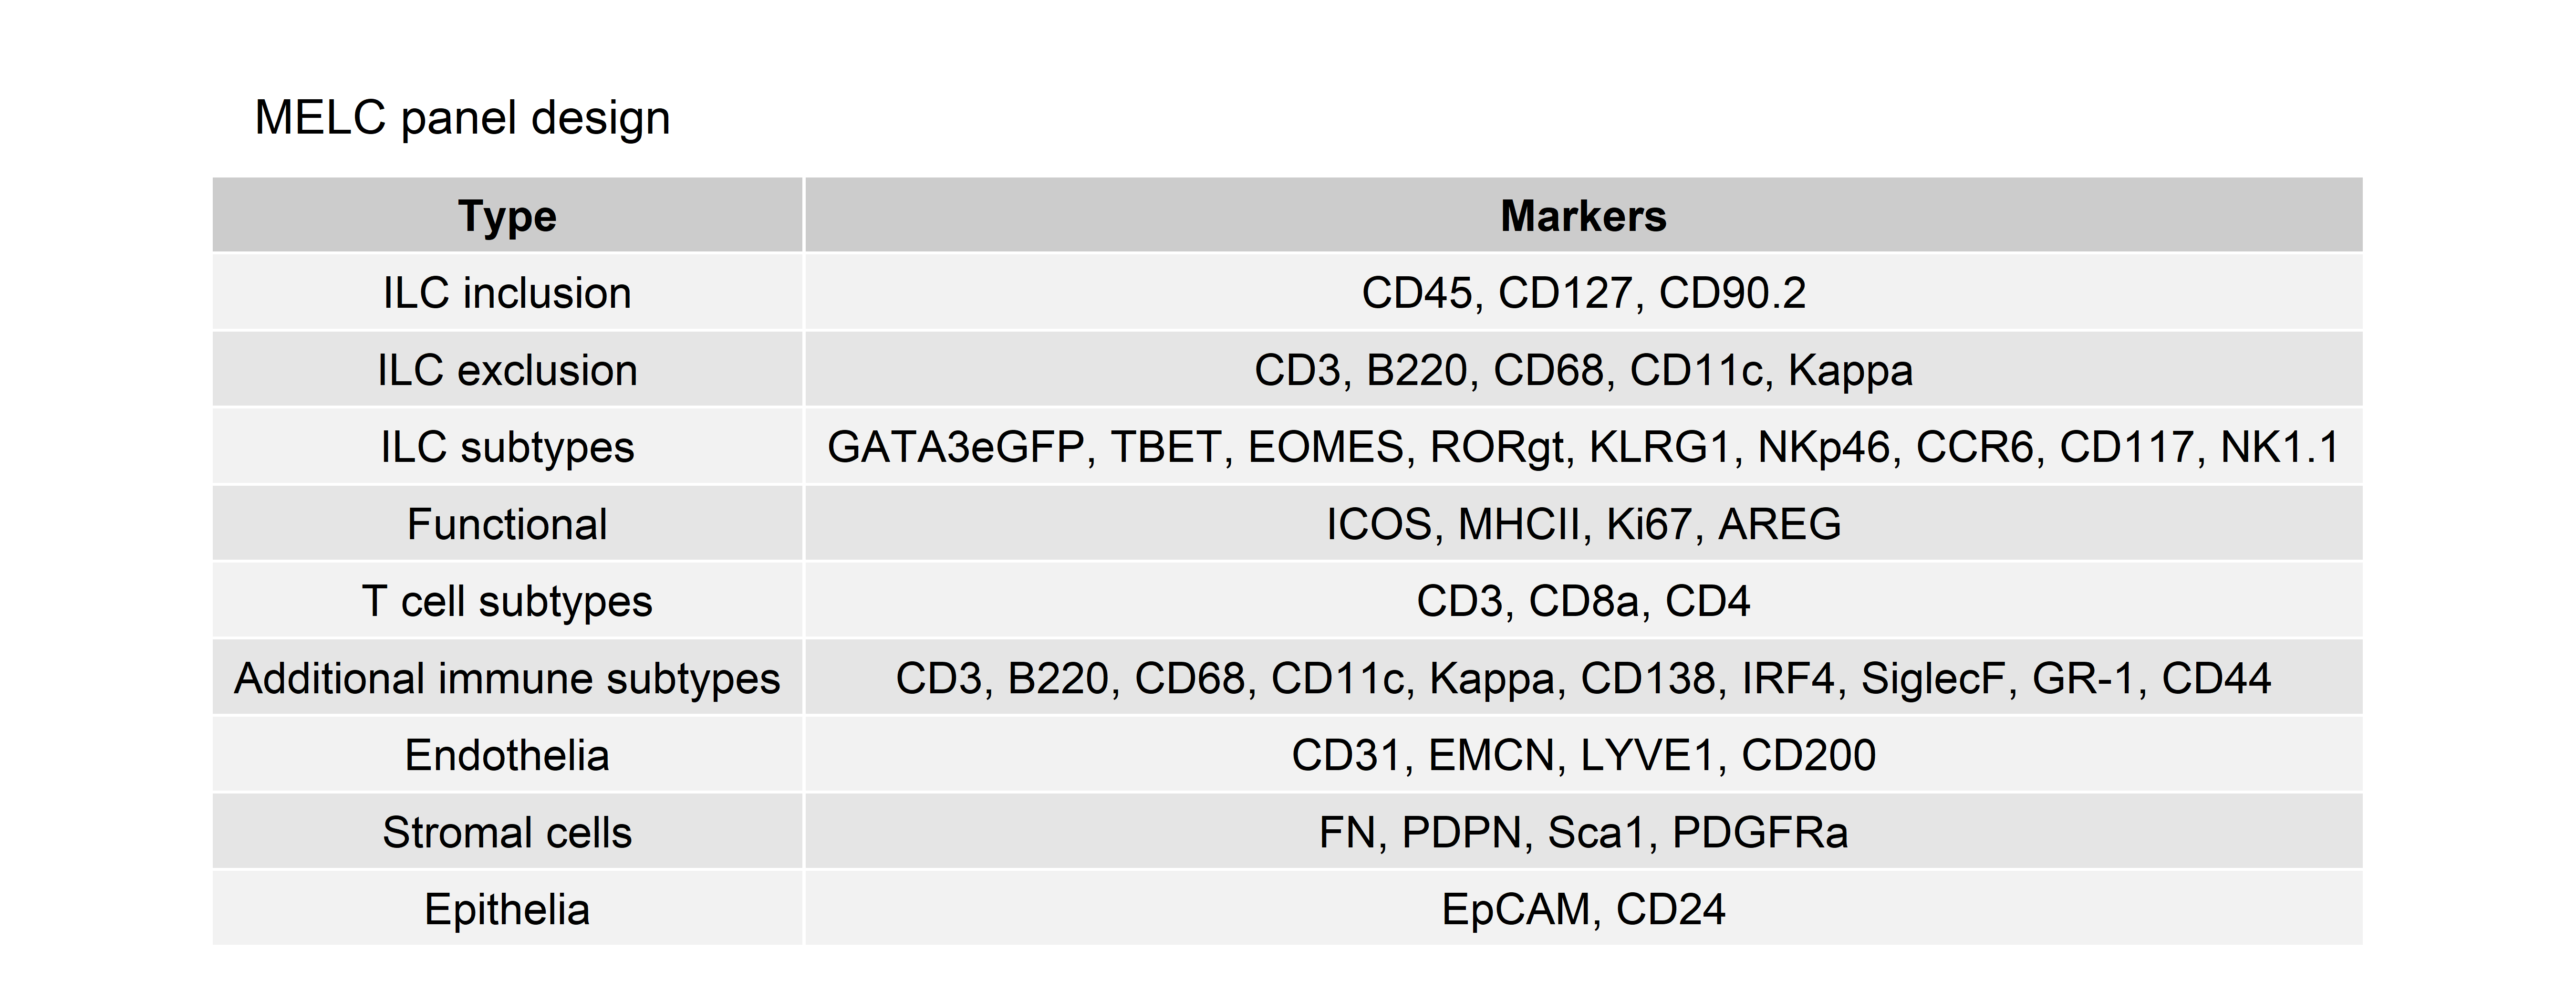 MELC panel design
Type Markers
ILC inclusion CD45, CD127, CD90.2
ILC exclusion CD3, B220, CD68, CD11c, Kappa
ILC subtypes GATA3eGFP, TBET, EOMES, RORgt, KLRG1, NKp46, CCR6, CD117, NK1.1
Functional ICOS, MHCII, Ki67, AREG
T cell subtypes CD3, CD8a, CD4
Additional immune subtypes CD3, B220, CD68, CD11c, Kappa, CD138, IRF4, SiglecF, GR-1, CD44
Endothelia CD31, EMCN, LYVE1, CD200
Stromal cells FN, PDPN, Sca1, PDGFRa
Epithelia EpCAM, CD24